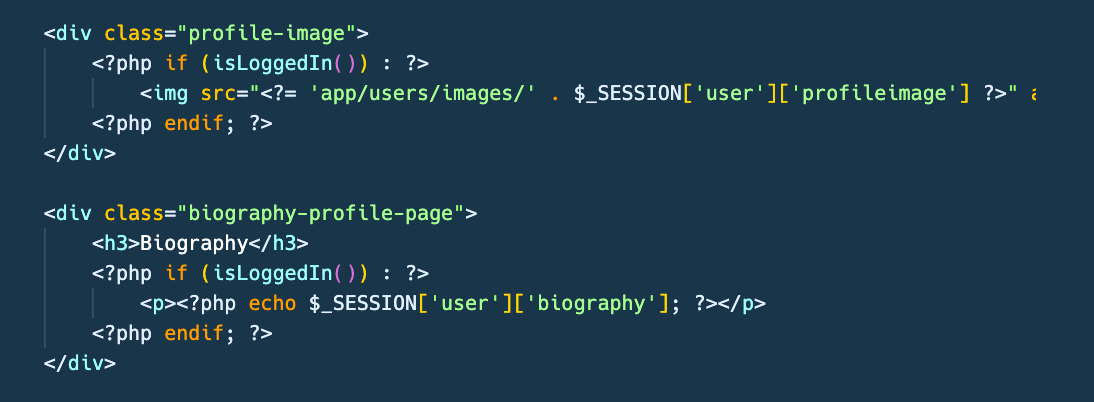 <div class="profile-image">
<?php if (isLoggedIn()) : ?>
<img src="<?= 'app/users/images/' . $_SESSION['user']['profileimage'] ?>" a
<?php endif; ?>
</div>
<div class="biography-profile-page">
<h3>Biography</h3>
<?php if (isLoggedIn()) : ?>
<p><?php echo $_SESSION['user']['biography']; ?></p>
<?php endif; ?>
</div>